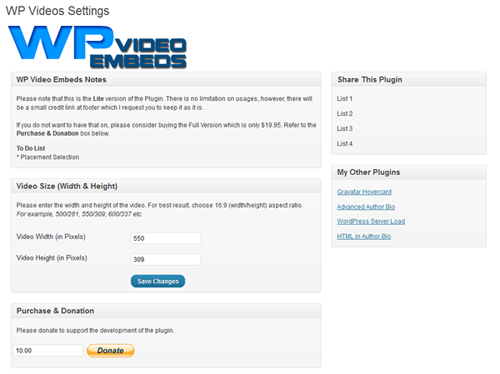 WP Videos Settings
WP VIDEO
EMBEDS
WP Video Embeds Notes
Please note that this is the Lite version of the Plugin, There is no limitation on usages, however, there will
be a small credit link at footer which I request you to keep it as it is.
If you do not want to have that on, please consider buying the Full Version which is only $19.95. Refer to the
Purchase & Donation box below.
To Do List
* Placement Selection
Video Size (Width & Height)
Please enter the width and height of the video. For best result, choose 16:9 (width/height) aspect ratio.
For example, 500/281, 550/309, 600/337 etc.
Video Width (in Pixels) 550
Video Height (in Pixels) 309
Save Changes
Purchase & Donation
Please donate to support the development of the plugin.
10.00 Donate
Share This Plugin
List 1
List 2
List 3
List 4
My Other Plugins
Gravatar Hovercard
Advanced Author Bio
WordPress Server Load
HTML in Author Bio